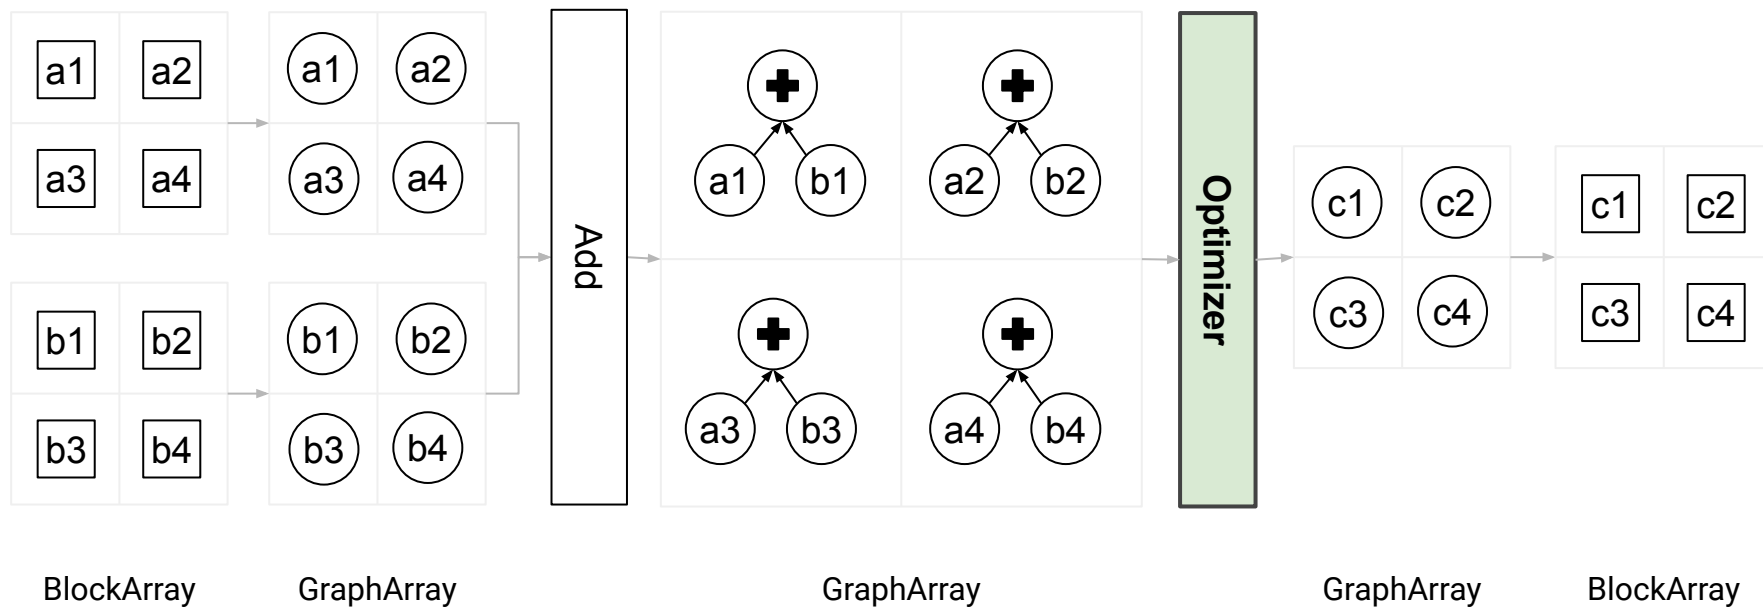 a1 a2 a1 a2
a3 a4 a3 a4
b1 b2 b1 b2
b3 b4 b3 b4
Add
a1 b1 a2 b2
a3 b3 a4 b4
Optimizer
c1 c2 c1 c2
c3 c4 c3 c4
BlockArray GraphArray GraphArray GraphArray BlockArray